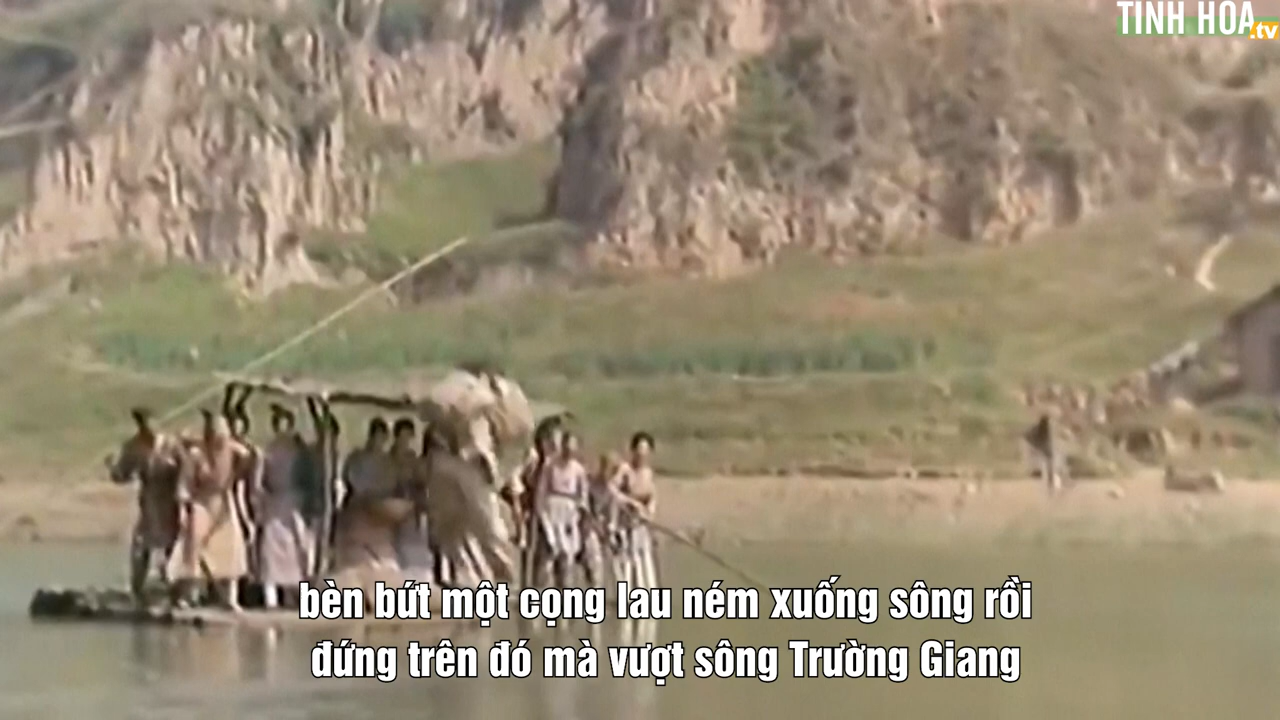 TINH HOA.tv
bèn bứt một cọng lau ném xuống sông rồi
đứng trên đó mà vượt sông Trường Giang